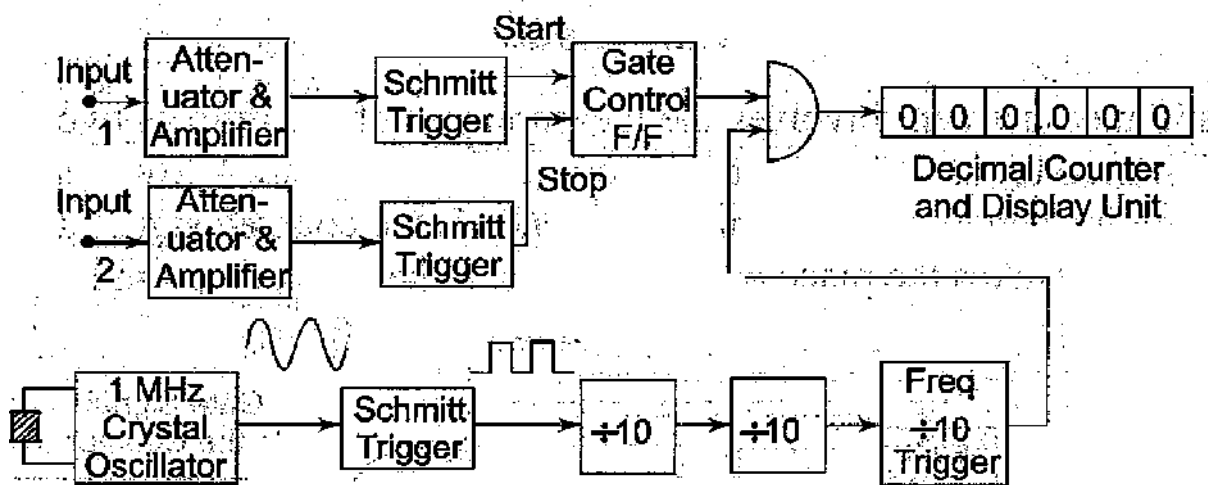 Start
Input
1
Atten-
uator &
Amplifier
Schmitt
Trigger
Gate
Control
F/F
0 0 0 0 0 0
Decimal Counter
and Display Unit
Stop
Input
2
Atten-
uator &
Amplifier
Schmitt
Trigger
1 MHz
Crystal
Oscillator
Schmitt
Trigger
÷10
÷10
Freq
÷10
Trigger